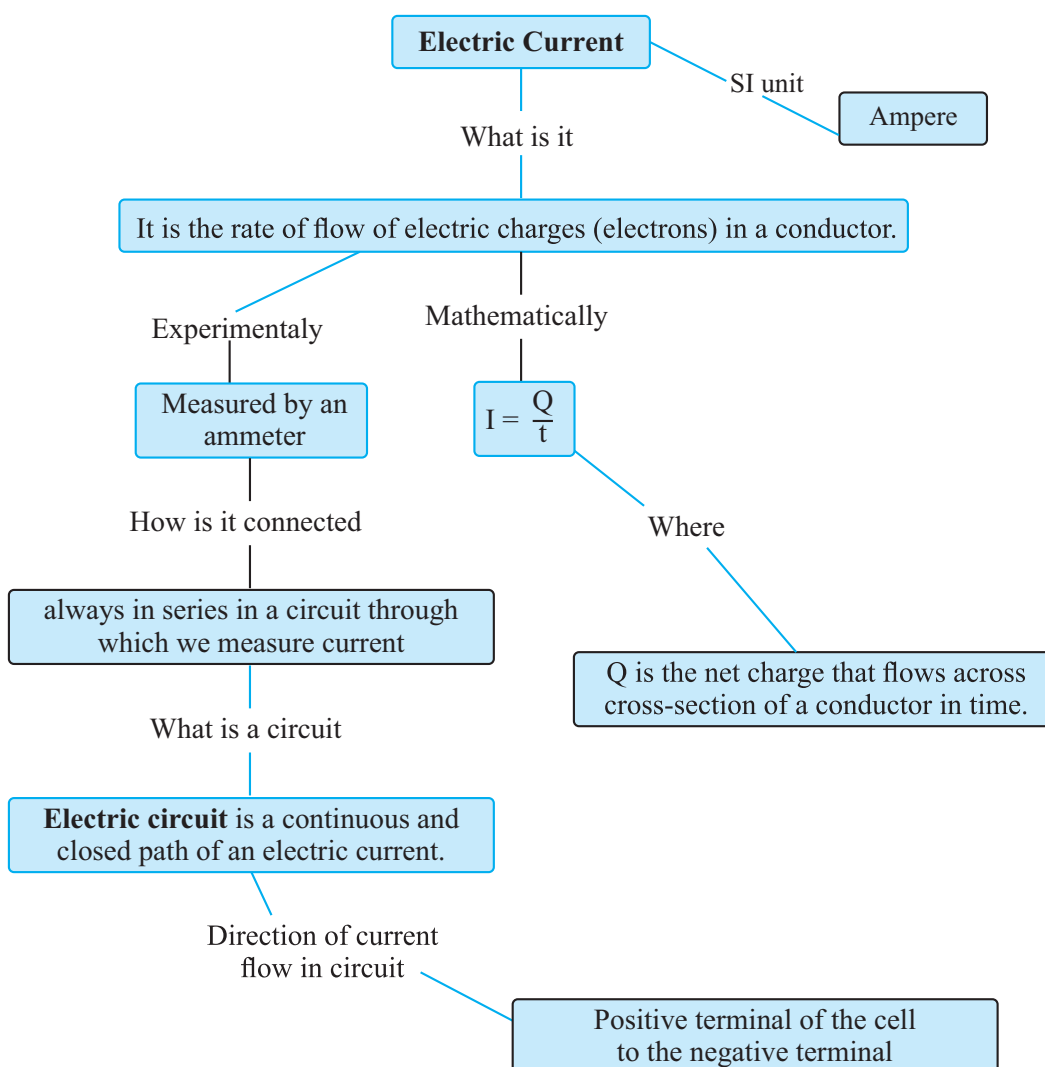 Electric Current
SI unit
Ampere
What is it
It is the rate of flow of electric charges (electrons) in a conductor.
Experimentaly
Mathematically
Measured by an
ammeter
I = Q/t
How is it connected
Where
always in series in a circuit through
which we measure current
Q is the net charge that flows across
cross-section of a conductor in time.
What is a circuit
Electric circuit is a continuous and
closed path of an electric current.
Direction of current
flow in circuit
Positive terminal of the cell
to the negative terminal